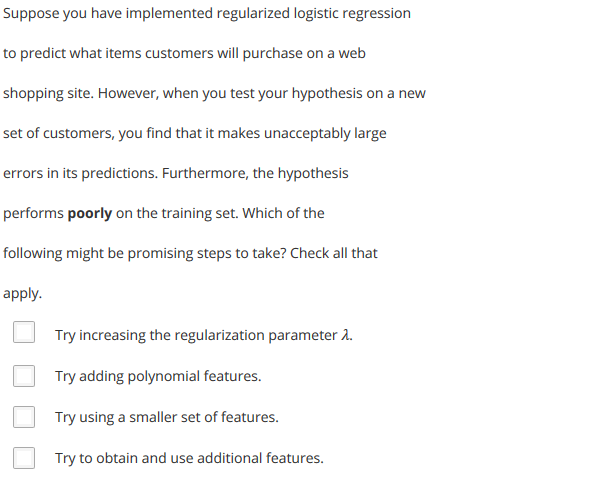 Suppose you have implemented regularized logistic regression
to predict what items customers will purchase on a web
shopping site. However, when you test your hypothesis on a new
set of customers, you find that it makes unacceptably large
errors in its predictions. Furthermore, the hypothesis
performs poorly on the training set. Which of the
following might be promising steps to take? Check all that
apply.
Try increasing the regularization parameter λ.
Try adding polynomial features.
Try using a smaller set of features.
Try to obtain and use additional features.